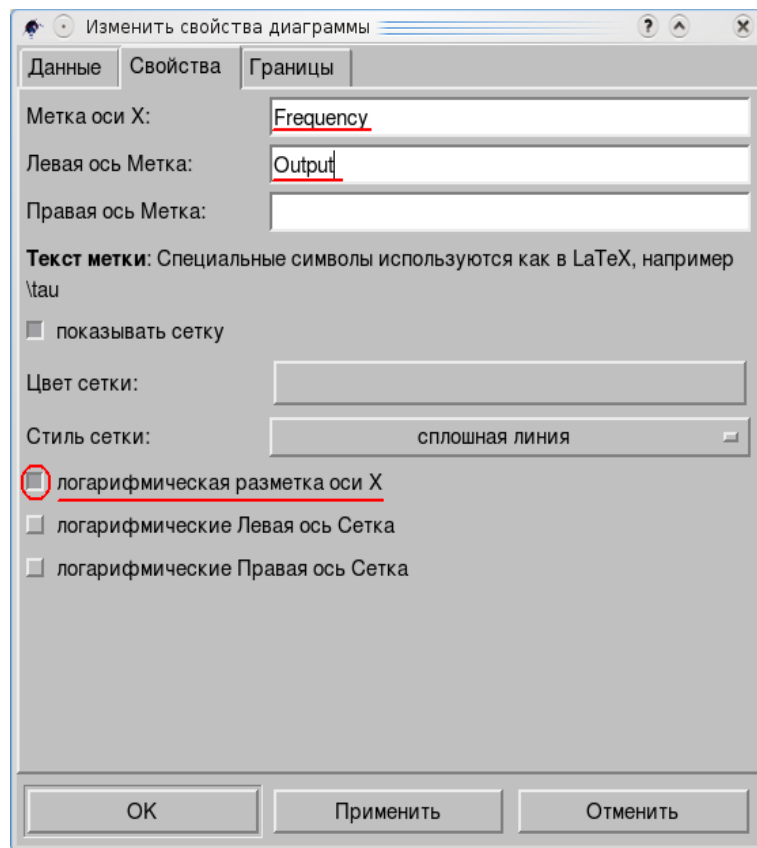 Изменить свойства диаграммы
Данные Свойства Границы
Метка оси X: Frequency
Левая ось Метка: Output
Правая ось Метка:
Текст метки: Специальные символы используются как в LaTeX, например
\tau
показывать сетку
Цвет сетки:
Стиль сетки: сплошная линия
логарифмическая разметка оси X
логарифмические Левая ось Сетка
логарифмические Правая ось Сетка
OK Применить Отменить